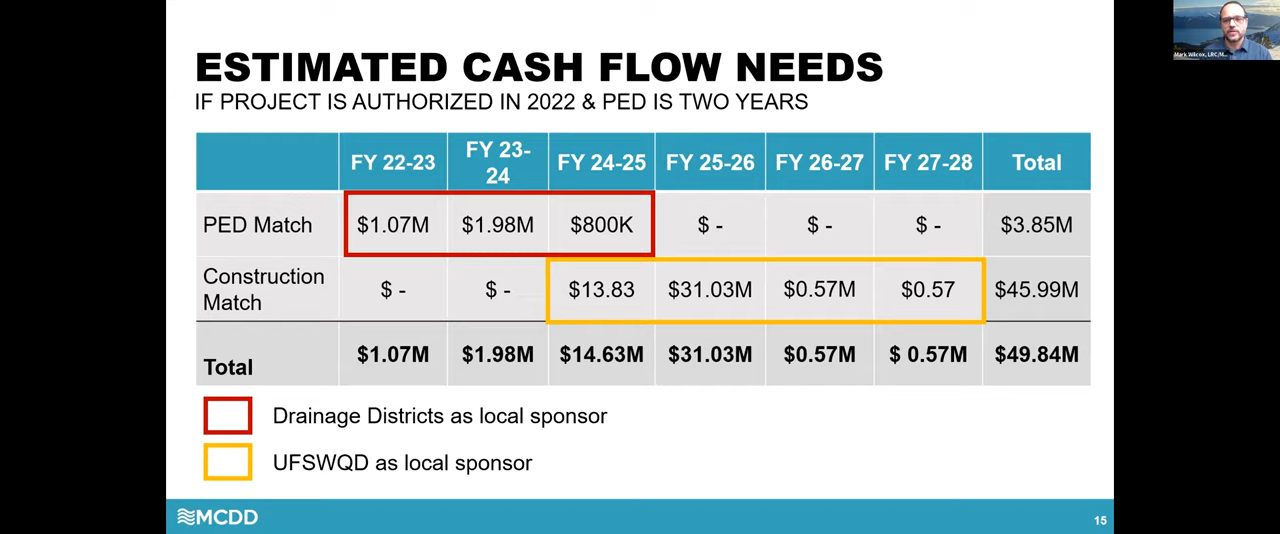 ESTIMATED CASH FLOW NEEDS
IF PROJECT IS AUTHORIZED IN 2022 & PED IS TWO YEARS
FY 22-23 FY 23-24 FY 24-25 FY 25-26 FY 26-27 FY 27-28 Total
PED Match $1.07M $1.98M $800K $ - $ - $ - $3.85M
Construction Match $ - $ - $13.83 $31.03M $0.57M $0.57 $45.99M
Total $1.07M $1.98M $14.63M $31.03M $0.57M $ 0.57M $49.84M
Drainage Districts as local sponsor
UFSWQD as local sponsor
MCDD
15
Mark Wilcox, LRC/M...